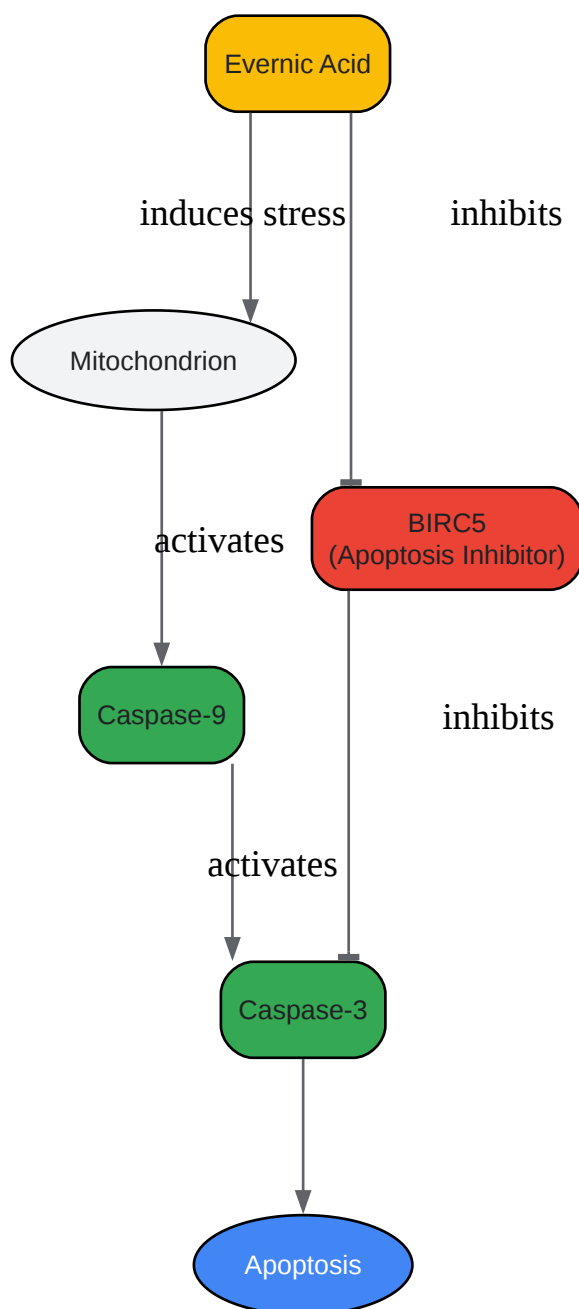 Evernic Acid
induces stress
inhibits
Mitochondrion
BIRC5
(Apoptosis Inhibitor)
activates
Caspase-9
inhibits
activates
Caspase-3
Apoptosis